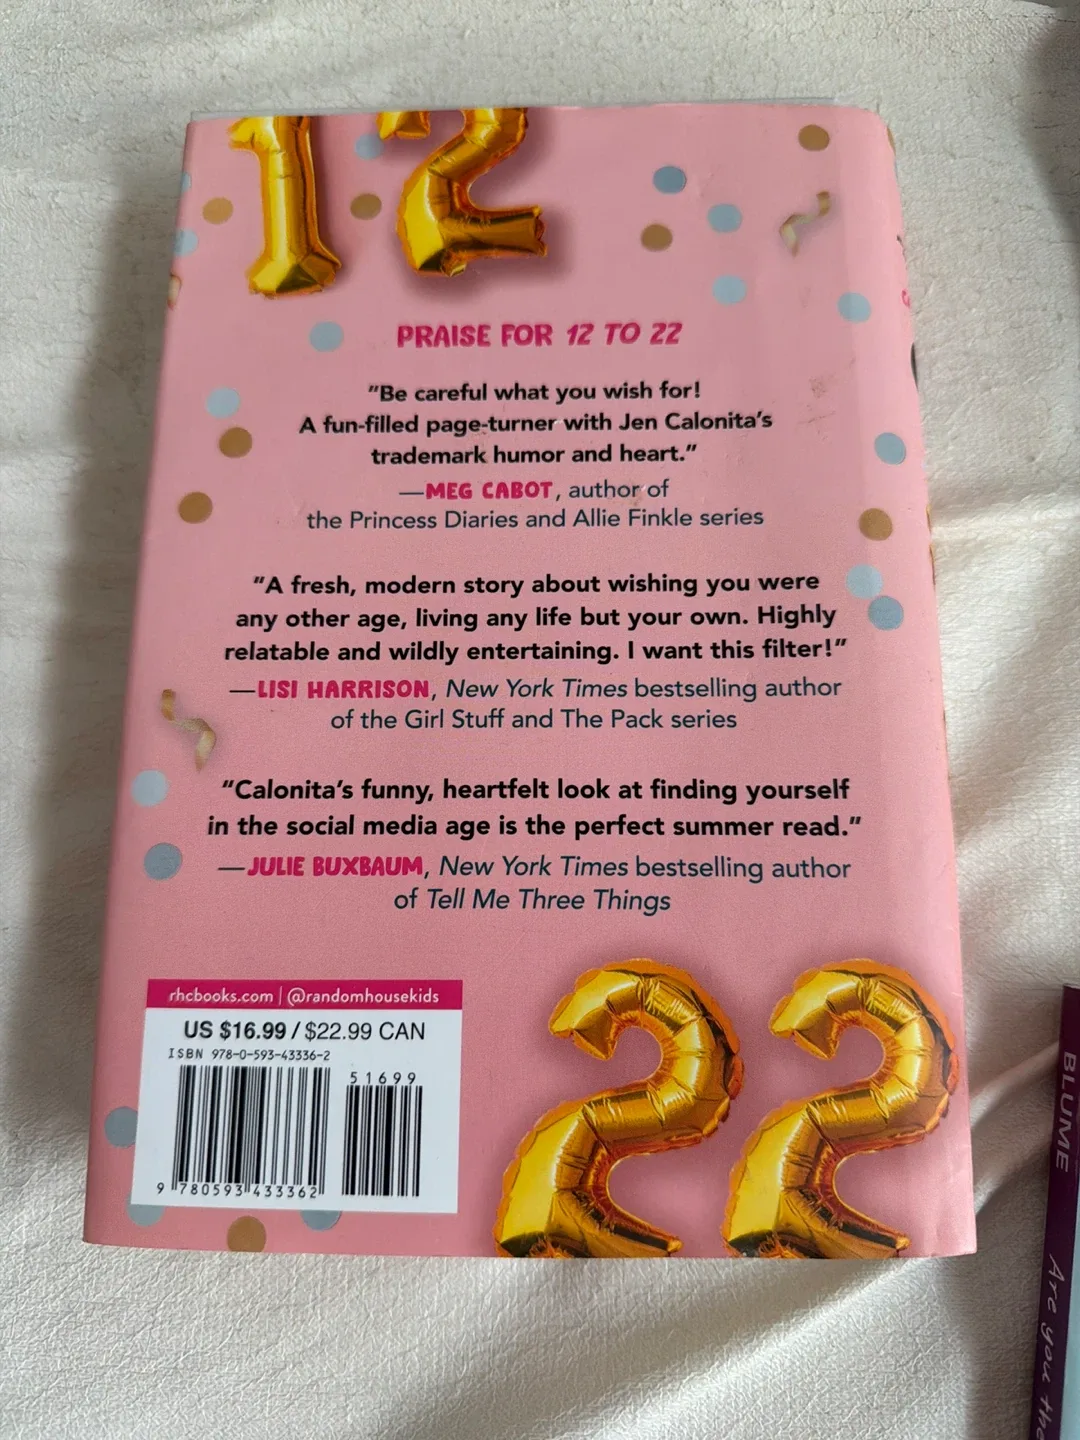 12
PRAISE FOR 12 TO 22
"Be careful what you wish for!
A fun-filled page-turner with Jen Calonita's
trademark humor and heart."
—MEG CABOT, author of
the Princess Diaries and Allie Finkle series
"A fresh, modern story about wishing you were
any other age, living any life but your own. Highly
relatable and wildly entertaining. I want this filter!"
—LISI HARRISON, New York Times bestselling author
of the Girl Stuff and The Pack series
"Calonita's funny, heartfelt look at finding yourself
in the social media age is the perfect summer read."
—JULIE BUXBAUM, New York Times bestselling author
of Tell Me Three Things
rhcbooks.com | @randomhousekids
US $16.99 / $22.99 CAN
ISBN 978-0-593-43336-2
51699
9 780593 433362
22
BLUME
Are you the